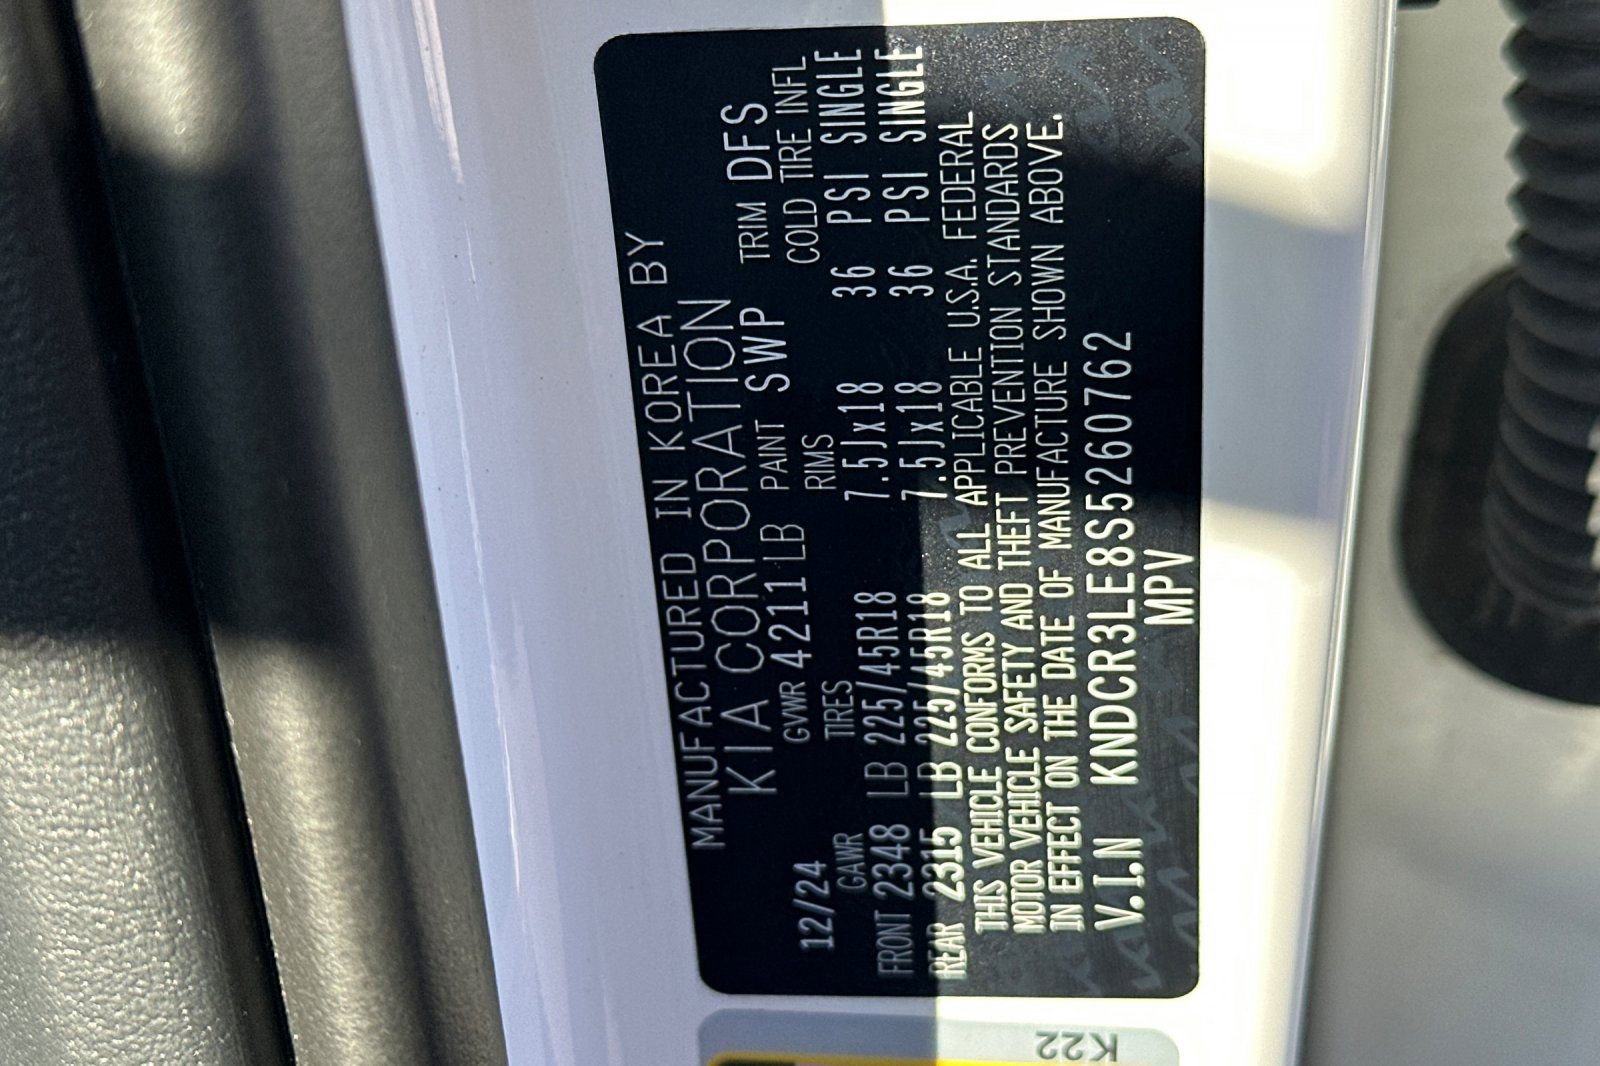 MANUFACTURED IN KOREA BY
KIA CORPORATION
12/24 GVWR 4211 LB PAINT SWP TRIM DFS
GAWR TIRES RIMS COLD TIRE INFL
FRONT 2348 LB 225/45R18 7.5Jx18 36 PSI SINGLE
REAR 2315 LB 225/45R18 7.5Jx18 36 PSI SINGLE
THIS VEHICLE CONFORMS TO ALL APPLICABLE U.S.A. FEDERAL
MOTOR VEHICLE SAFETY AND THEFT PREVENTION STANDARDS
IN EFFECT ON THE DATE OF MANUFACTURE SHOWN ABOVE.
V.I.N KNDCR3LE8S5260762
MPV
K22